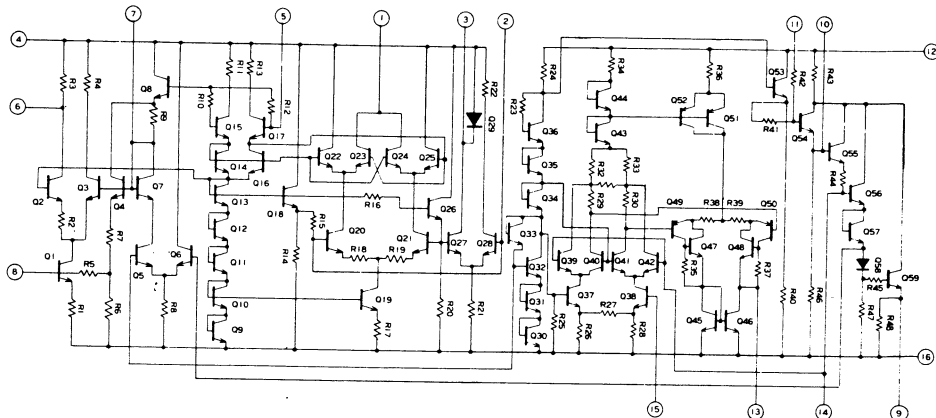 7 5 1 3 2 11 10
4 12
R3 R4 Q8 R11 R13 R22 R24 R34 R36 Q53 R42 R43
R9 R10 R12 Q29 R23 Q44 Q52 Q51 R41 Q54
6 Q15 Q17 Q36 Q43 Q55
Q14 Q22 Q23 Q24 Q25 Q35 R32 R33 R44
Q2 Q3 Q4 Q7 Q16 R29 R30 Q49 R38 R39 Q50 Q56
Q13 R16 Q26 Q34
R2 R7 Q18 R15 Q20 Q21 Q27 Q28 Q33 Q47 Q48 Q57
Q12 Q39 Q40 Q41 Q42
Q5 Q6 R14 R18 R19 Q32 R35 R37 D58
8 Q1 R5 Q11 R45 Q59
Q10 Q19 Q31 Q37 Q38 R40 R46 R47
R1 R6 R8 R17 R20 R21 R25 R27 Q45 Q46 R48
Q9 Q30 R26 R28
16
15 13 14 9